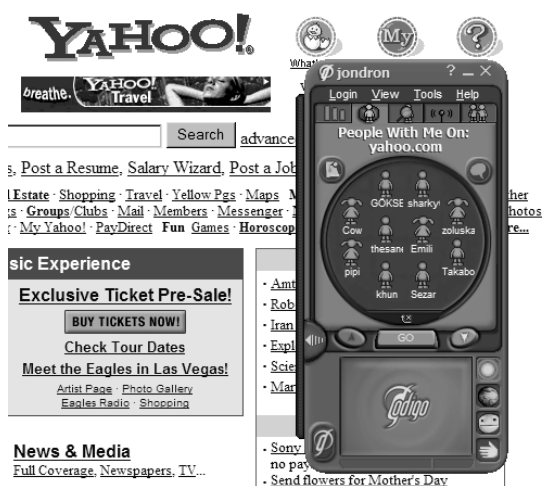 YAHOO!
What'
breathe. YAHOO! Travel
Search advance
s, Post a Resume, Salary Wizard, Post a Job
l Estate · Shopping · Travel · Yellow Pgs · Maps M
her
s · Groups/Clubs · Mail · Members · Messenger ·
Photos
r · My Yahoo! · PayDirect Fun Games · Horoscop
re...
sic Experience
Exclusive Ticket Pre-Sale!
BUY TICKETS NOW!
Check Tour Dates
Meet the Eagles in Las Vegas!
Artist Page · Photo Gallery
Eagles Radio · Shopping
News & Media
Full Coverage, Newspapers, TV...
· Amt
· Rob
· Iran
· Expl
· Scie
· Mar
· Sony
no pay
· Send flowers for Mother's Day
My
?
jondron ? _ X
Login View Tools Help
People With Me On:
yahoo.com
GÖKSE sharkyi
Cow zoluska
thesane Emili
pipi Takabo
khun Sezar
GO
odigo